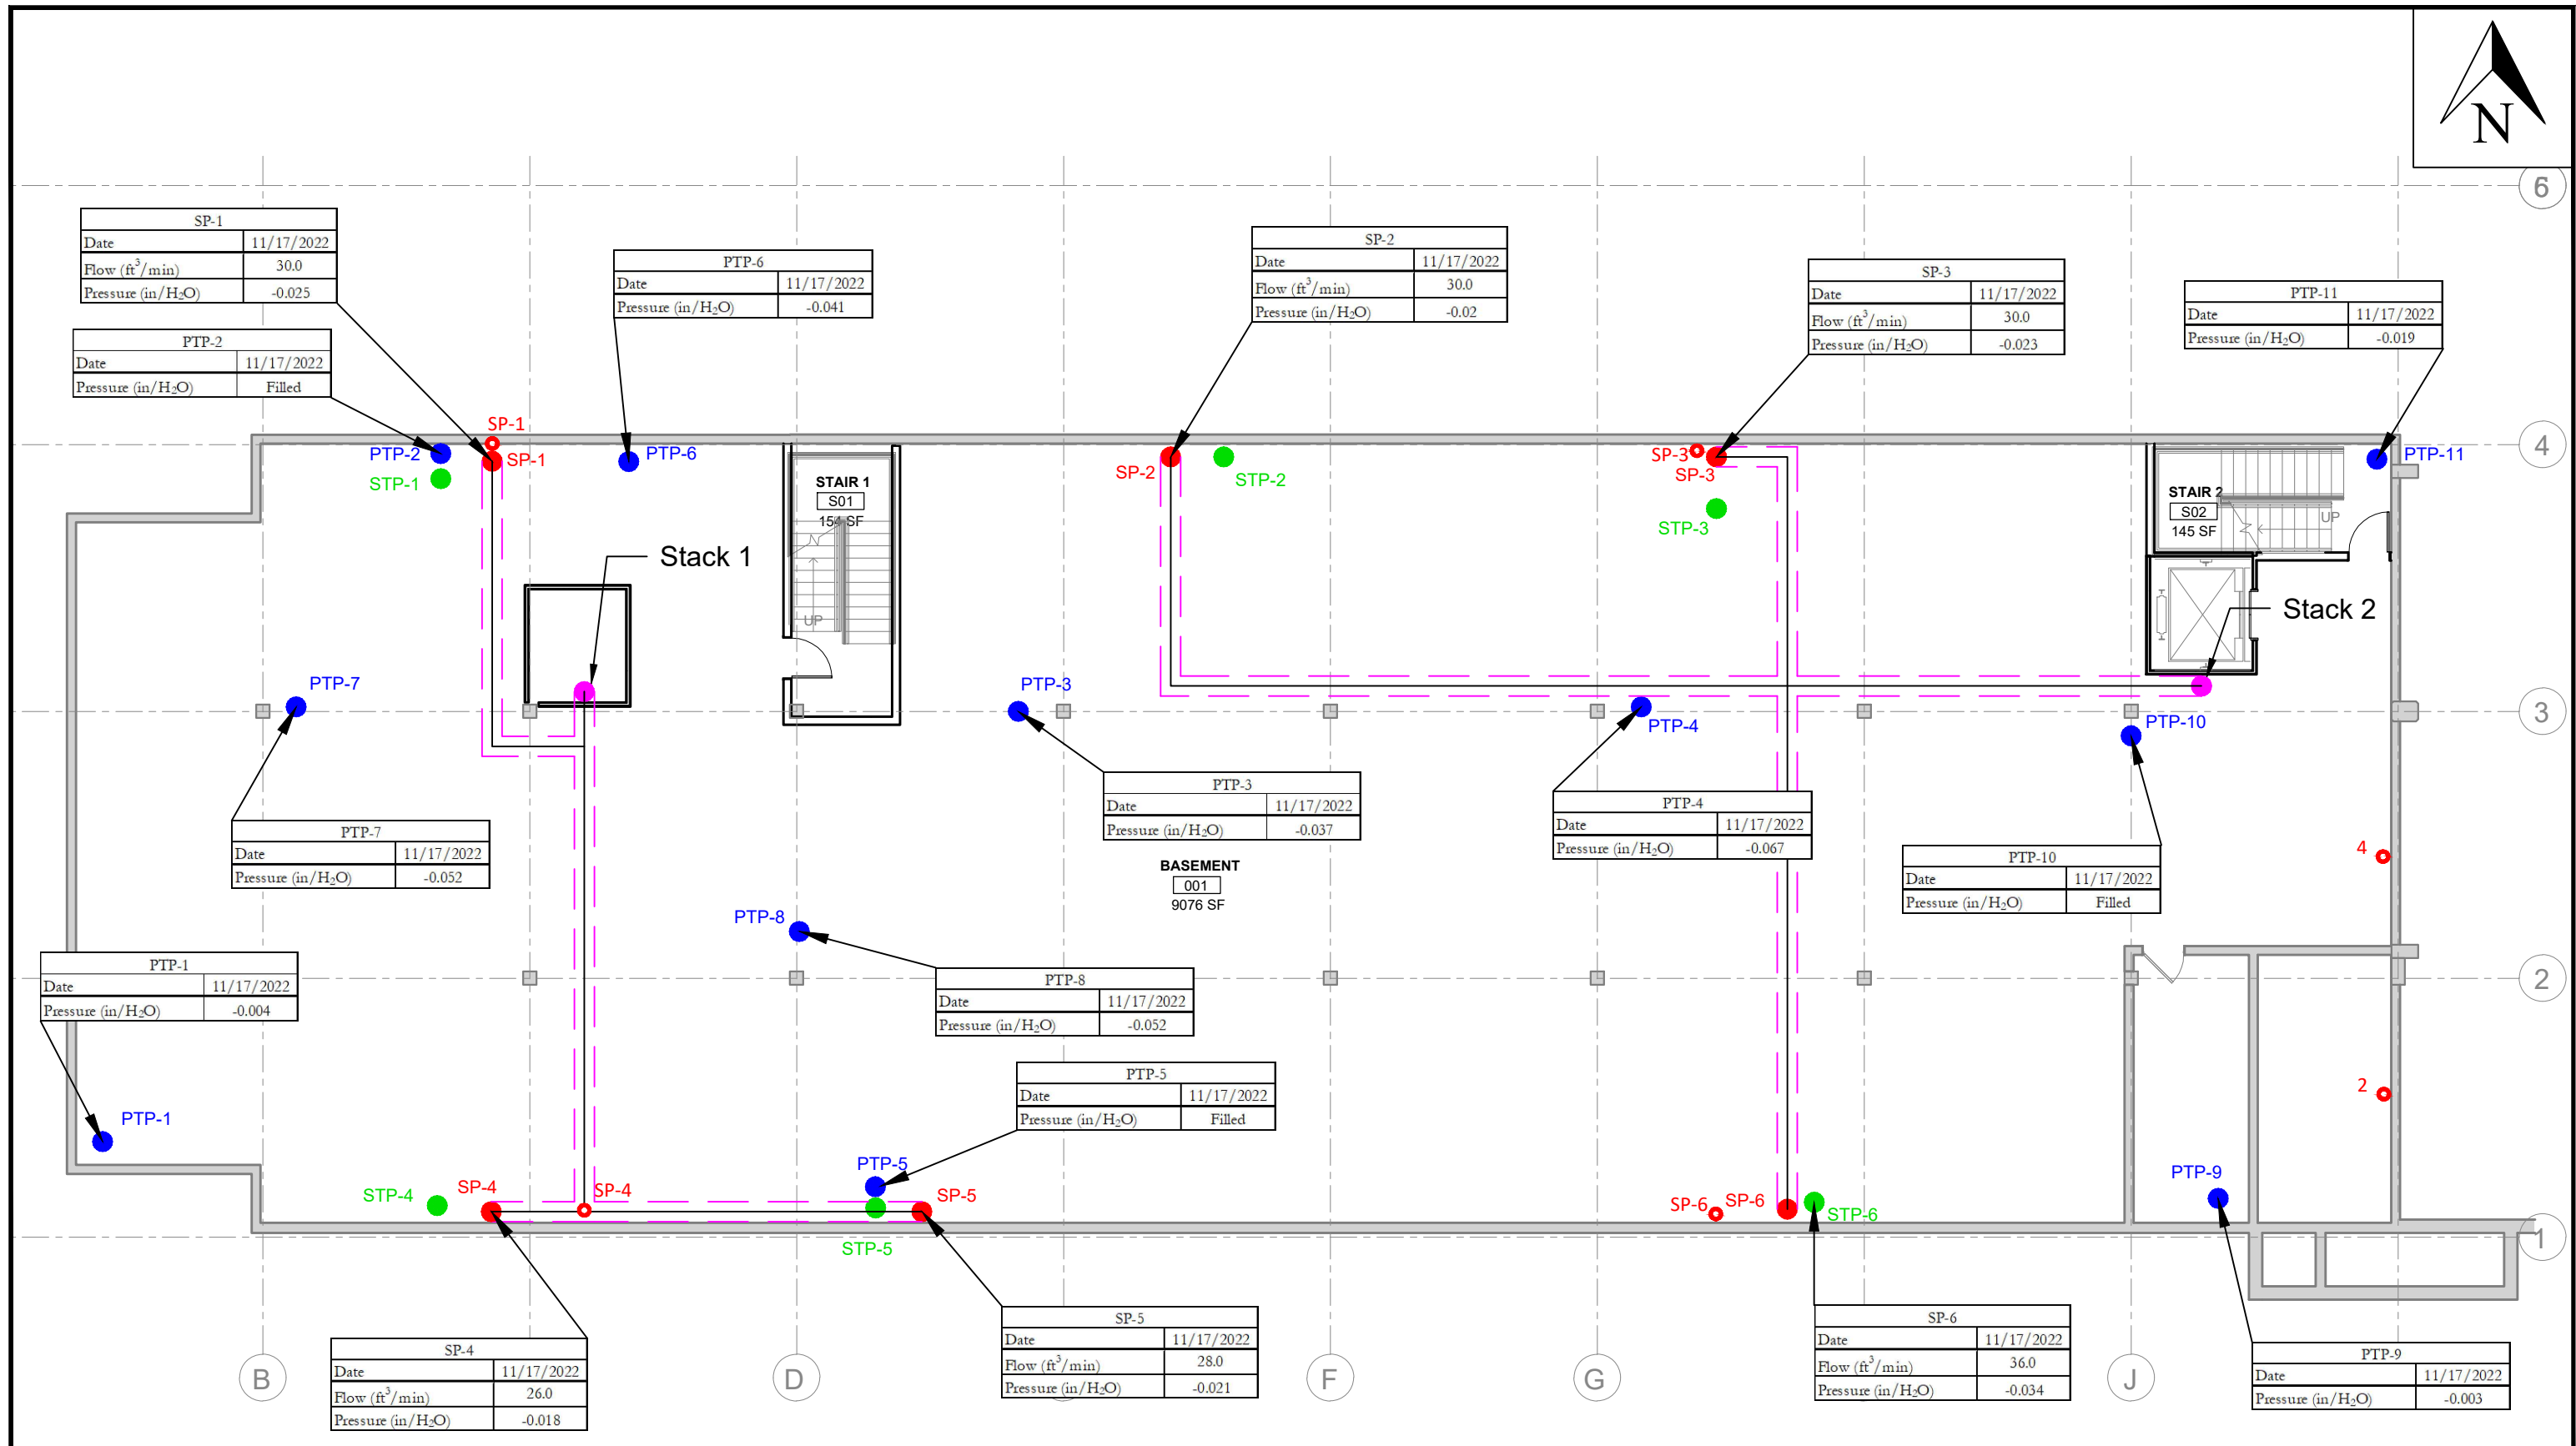 N
6
SP-1
Date 11/17/2022
Flow (ft³/min) 30.0
Pressure (in/H₂O) -0.025
PTP-6
Date 11/17/2022
Pressure (in/H₂O) -0.041
SP-2
Date 11/17/2022
Flow (ft³/min) 30.0
Pressure (in/H₂O) -0.02
SP-3
Date 11/17/2022
Flow (ft³/min) 30.0
Pressure (in/H₂O) -0.023
PTP-11
Date 11/17/2022
Pressure (in/H₂O) -0.019
PTP-2
Date 11/17/2022
Pressure (in/H₂O) Filled
SP-1
PTP-2
SP-1
PTP-6
STP-1
STAIR 1
S01
154 SF
UP
SP-2
STP-2
SP-3
SP-3
STP-3
STAIR 2
S02
145 SF
UP
PTP-11
4
Stack 1
Stack 2
PTP-7
PTP-3
PTP-4
PTP-10
3
PTP-7
Date 11/17/2022
Pressure (in/H₂O) -0.052
PTP-3
Date 11/17/2022
Pressure (in/H₂O) -0.037
PTP-4
Date 11/17/2022
Pressure (in/H₂O) -0.067
PTP-10
Date 11/17/2022
Pressure (in/H₂O) Filled
4
BASEMENT
001
9076 SF
PTP-8
PTP-1
Date 11/17/2022
Pressure (in/H₂O) -0.004
PTP-8
Date 11/17/2022
Pressure (in/H₂O) -0.052
2
PTP-5
Date 11/17/2022
Pressure (in/H₂O) Filled
2
PTP-1
PTP-5
PTP-9
STP-4
SP-4
SP-4
SP-5
STP-5
SP-6
SP-6
STP-6
1
SP-4
Date 11/17/2022
Flow (ft³/min) 26.0
Pressure (in/H₂O) -0.018
SP-5
Date 11/17/2022
Flow (ft³/min) 28.0
Pressure (in/H₂O) -0.021
SP-6
Date 11/17/2022
Flow (ft³/min) 36.0
Pressure (in/H₂O) -0.034
PTP-9
Date 11/17/2022
Pressure (in/H₂O) -0.003
B
D
F
G
J